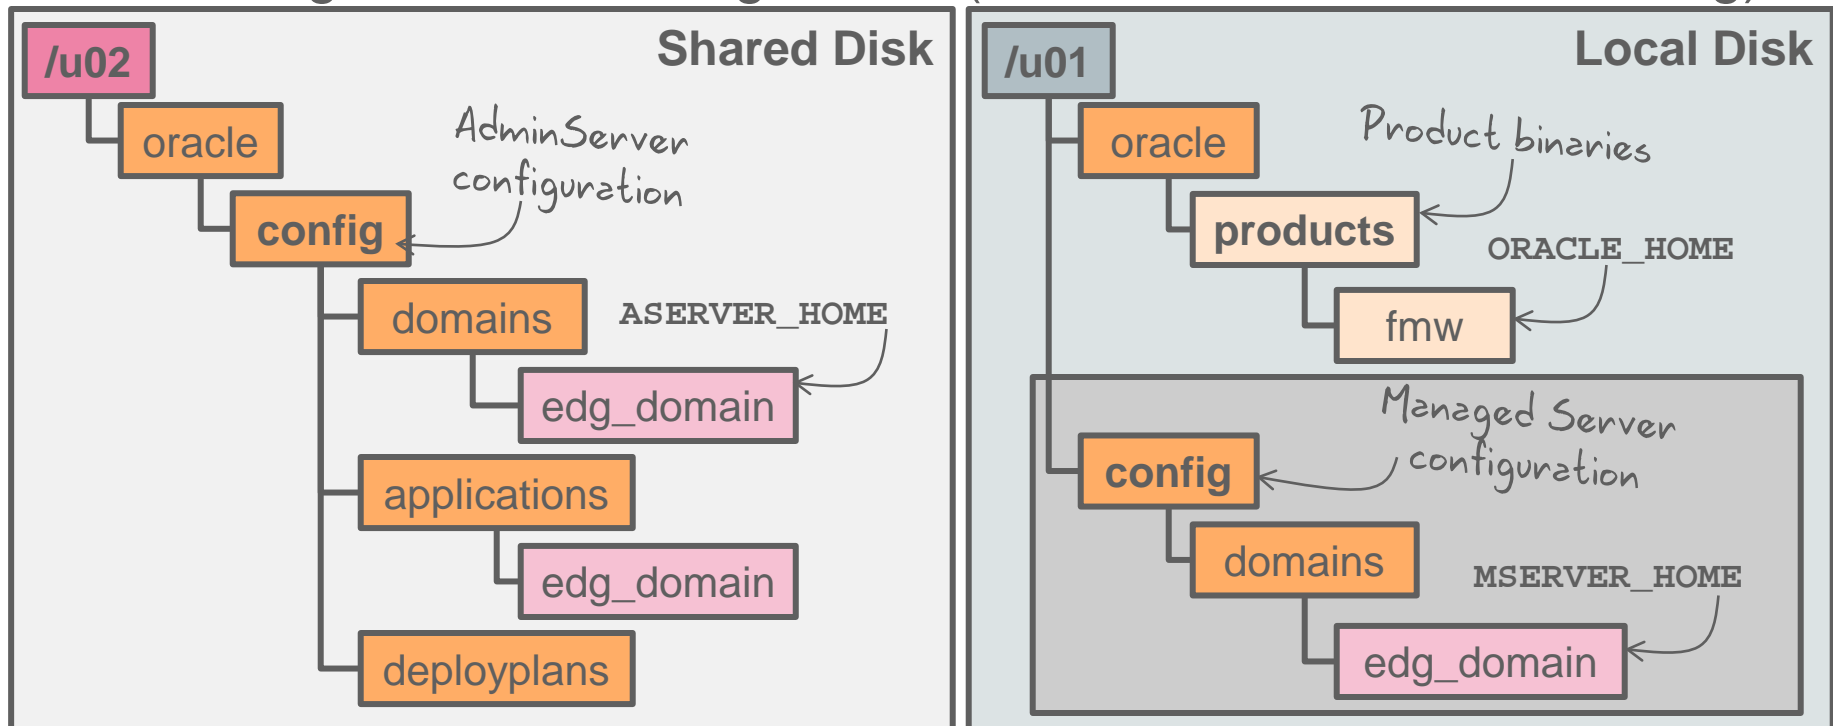 Shared Disk
/u02
oracle
AdminServer
configuration
config
domains
ASERVER_HOME
edg_domain
applications
edg_domain
deployplans
Local Disk
/u01
oracle
Product binaries
products
ORACLE_HOME
fmw
Managed Server
configuration
config
domains
MSERVER_HOME
edg_domain